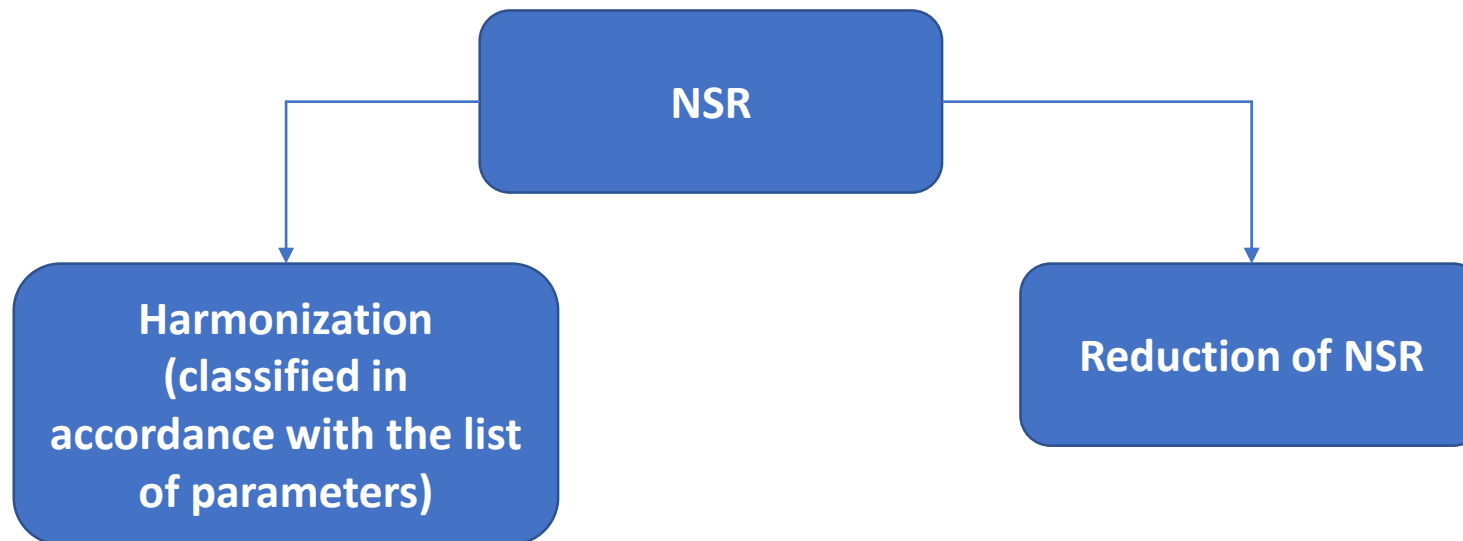 NSR
Harmonization
(classified in
accordance with the list
of parameters)
Reduction of NSR